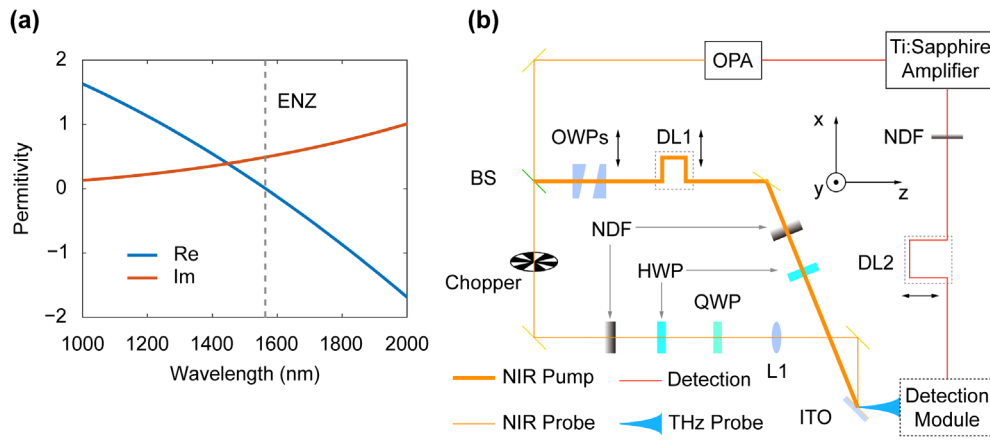 (a)
2
1
0
−1
−2
Permitivity
ENZ
Re
Im
1000 1200 1400 1600 1800 2000
Wavelength (nm)
(b)
OPA
Ti:Sapphire
Amplifier
NDF
OWPs
DL1
BS
x
y
z
NDF
DL2
Chopper
HWP
QWP
L1
NIR Pump
Detection
ITO
Detection
Module
NIR Probe
THz Probe